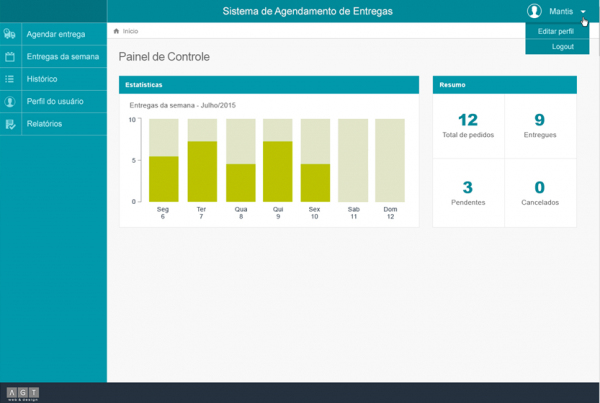 Sistema de Agendamento de Entregas
Mantis
Editar perfil
Logout
Agendar entrega
Entregas da semana
Histórico
Perfil do usuário
Relatórios
Início
Painel de Controle
Estatísticas
Entregas da semana - Julho/2015
10
5
0
Seg Ter Qua Qui Sex Sáb Dom
6 7 8 9 10 11 12
Resumo
12 9
Total de pedidos Entregues
3 0
Pendentes Cancelados
AGT
web & design